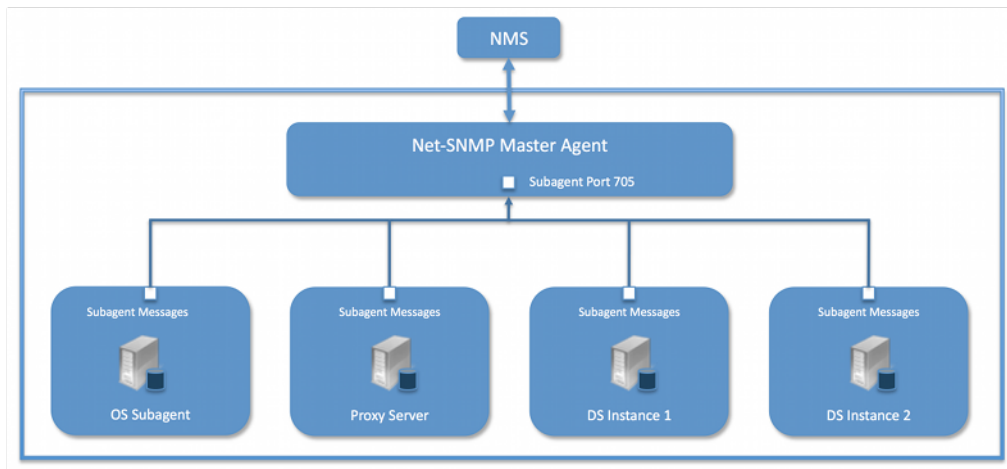 NMS
Net-SNMP Master Agent
Subagent Port 705
Subagent Messages
Subagent Messages
Subagent Messages
Subagent Messages
OS Subagent
Proxy Server
DS Instance 1
DS Instance 2